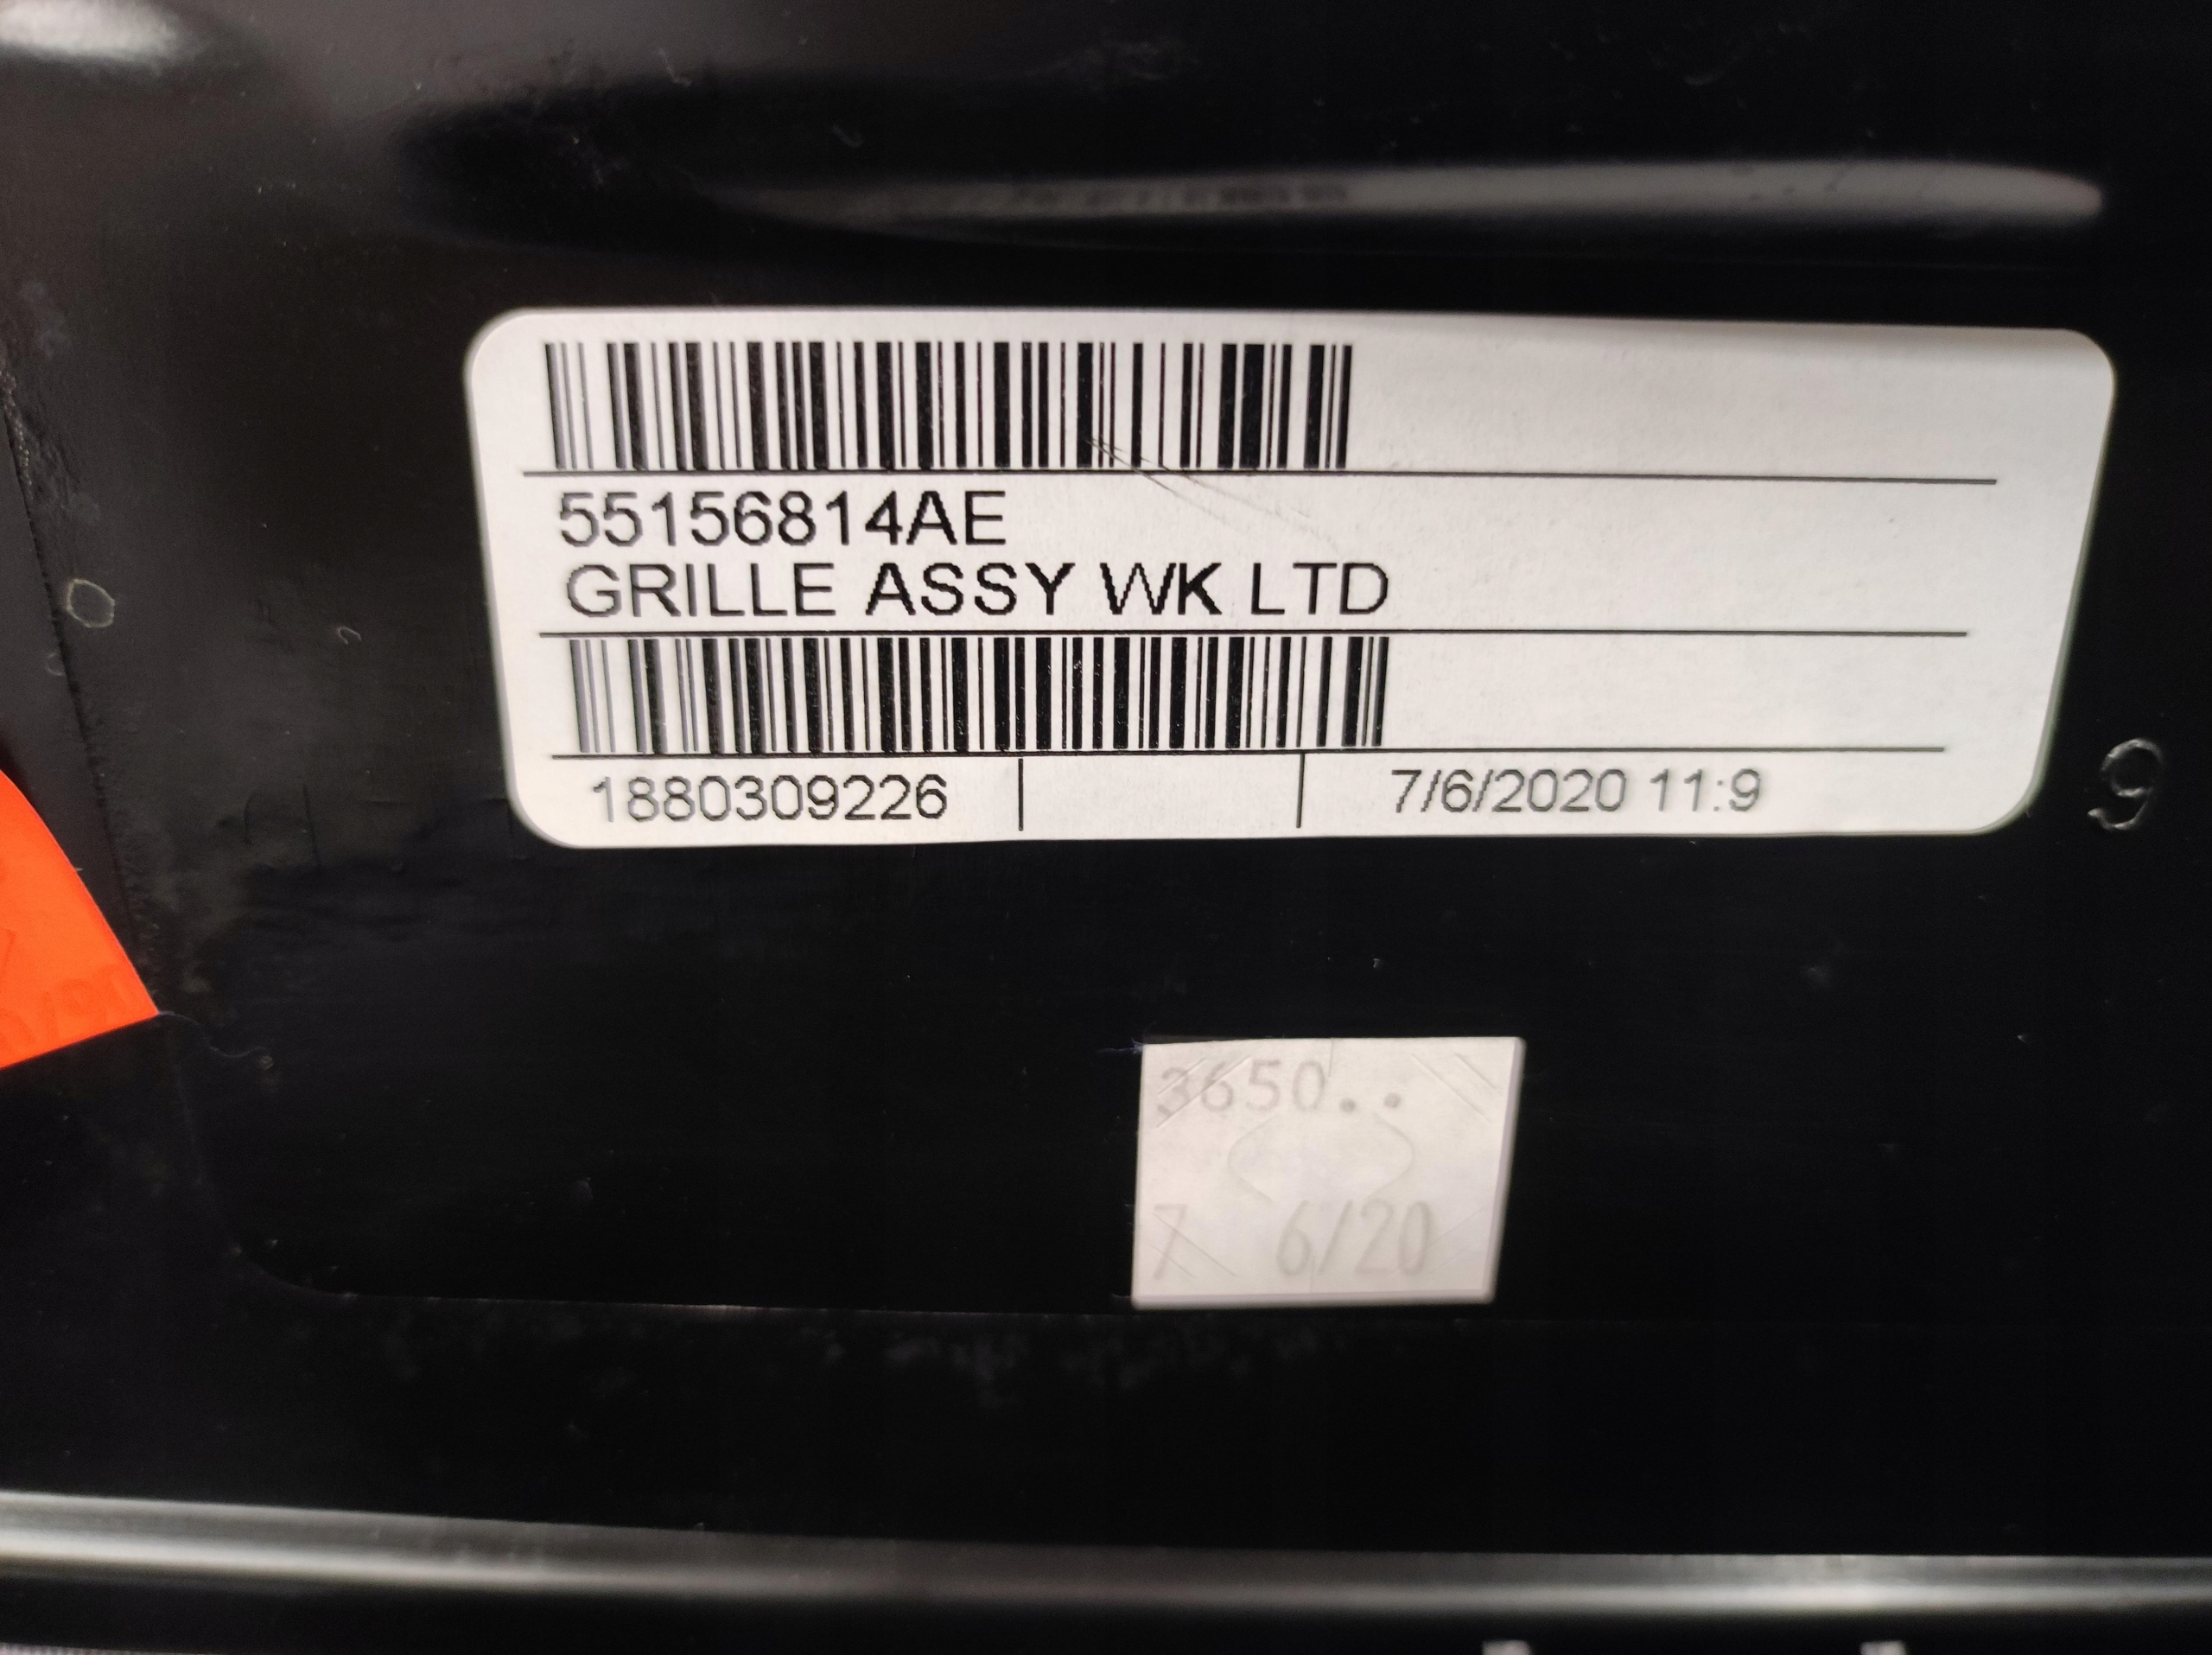 55156814AE
GRILLE ASSY WK LTD
1880309226 7/6/2020 11:9
9
3650..
7 6/20